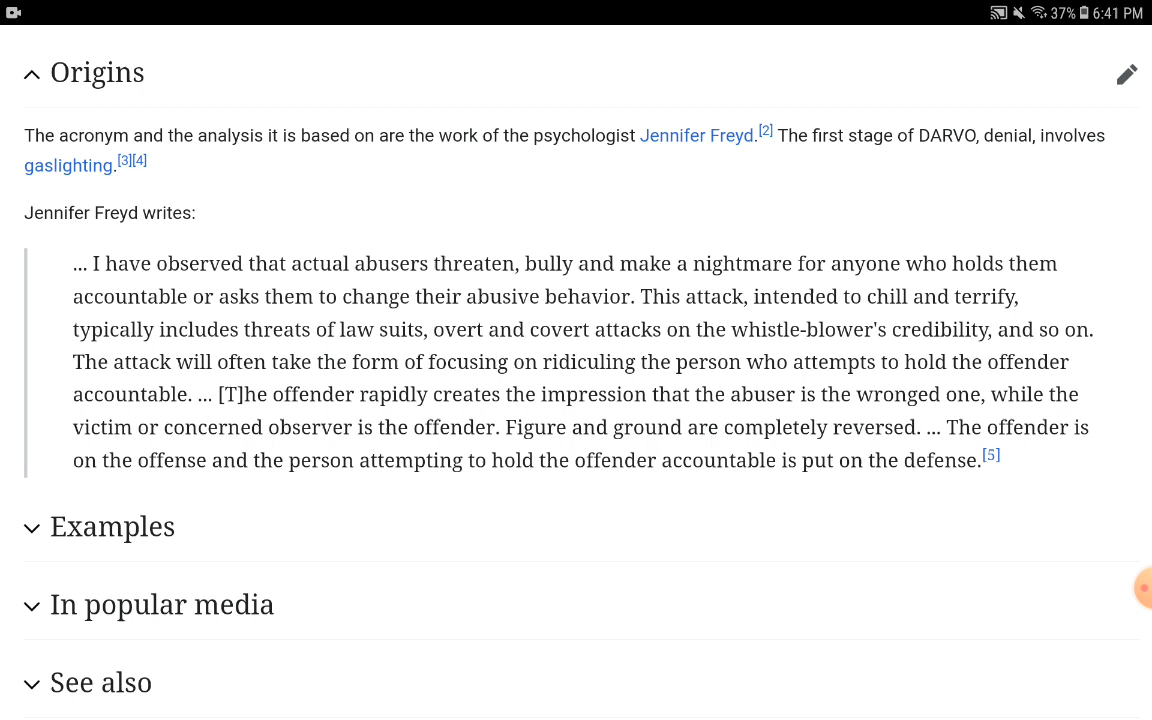 37% 6:41 PM
Origins
The acronym and the analysis it is based on are the work of the psychologist Jennifer Freyd.[2] The first stage of DARVO, denial, involves
gaslighting.[3][4]
Jennifer Freyd writes:
... I have observed that actual abusers threaten, bully and make a nightmare for anyone who holds them
accountable or asks them to change their abusive behavior. This attack, intended to chill and terrify,
typically includes threats of law suits, overt and covert attacks on the whistle-blower's credibility, and so on.
The attack will often take the form of focusing on ridiculing the person who attempts to hold the offender
accountable. ... [T]he offender rapidly creates the impression that the abuser is the wronged one, while the
victim or concerned observer is the offender. Figure and ground are completely reversed. ... The offender is
on the offense and the person attempting to hold the offender accountable is put on the defense.[5]
Examples
In popular media
See also